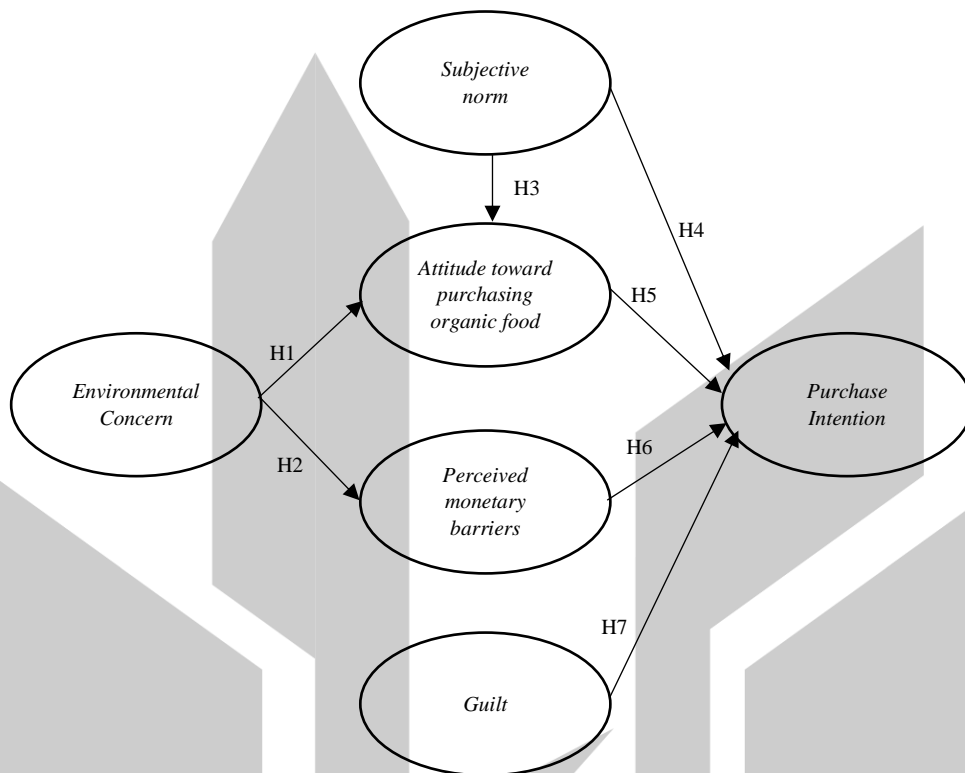 Subjective
norm
H3
H4
Attitude toward
purchasing
organic food
H5
H1
Environmental
Concern
Purchase
Intention
H2
H6
Perceived
monetary
barriers
H7
Guilt